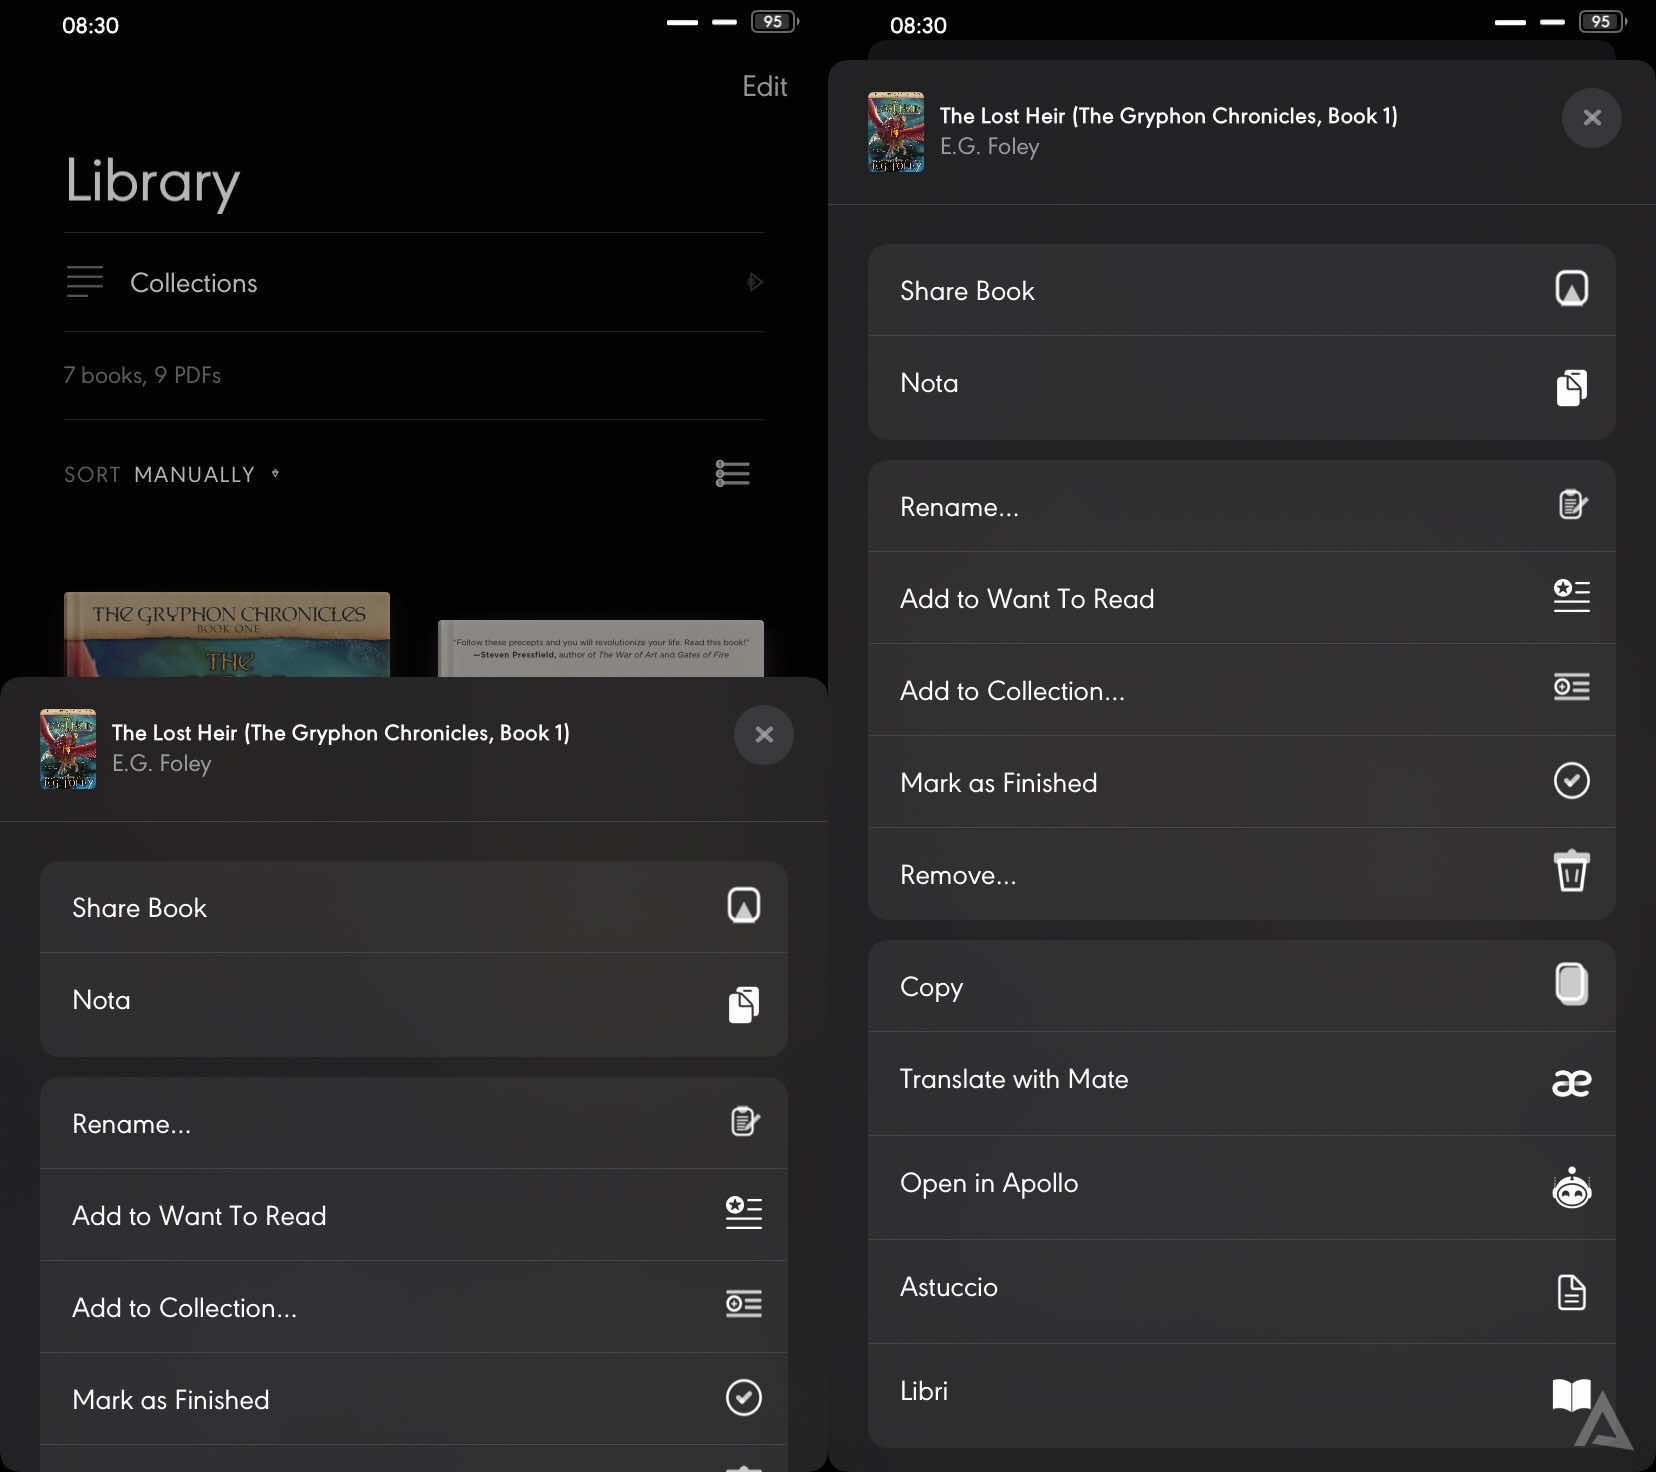 08:30
95
Edit
Library
Collections
7 books, 9 PDFs
SORT MANUALLY
THE GRYPHON CHRONICLES
BOOK ONE
THE
"Follow these precepts and you will revolutionize your life. Read this book!"
—Steven Pressfield, author of The War of Art and Gates of Fire
The Lost Heir (The Gryphon Chronicles, Book 1)
E.G. Foley
Share Book
Nota
Rename...
Add to Want To Read
Add to Collection...
Mark as Finished
08:30
95
The Lost Heir (The Gryphon Chronicles, Book 1)
E.G. Foley
Share Book
Nota
Rename...
Add to Want To Read
Add to Collection...
Mark as Finished
Remove...
Copy
Translate with Mate
æ
Open in Apollo
Astuccio
Libri